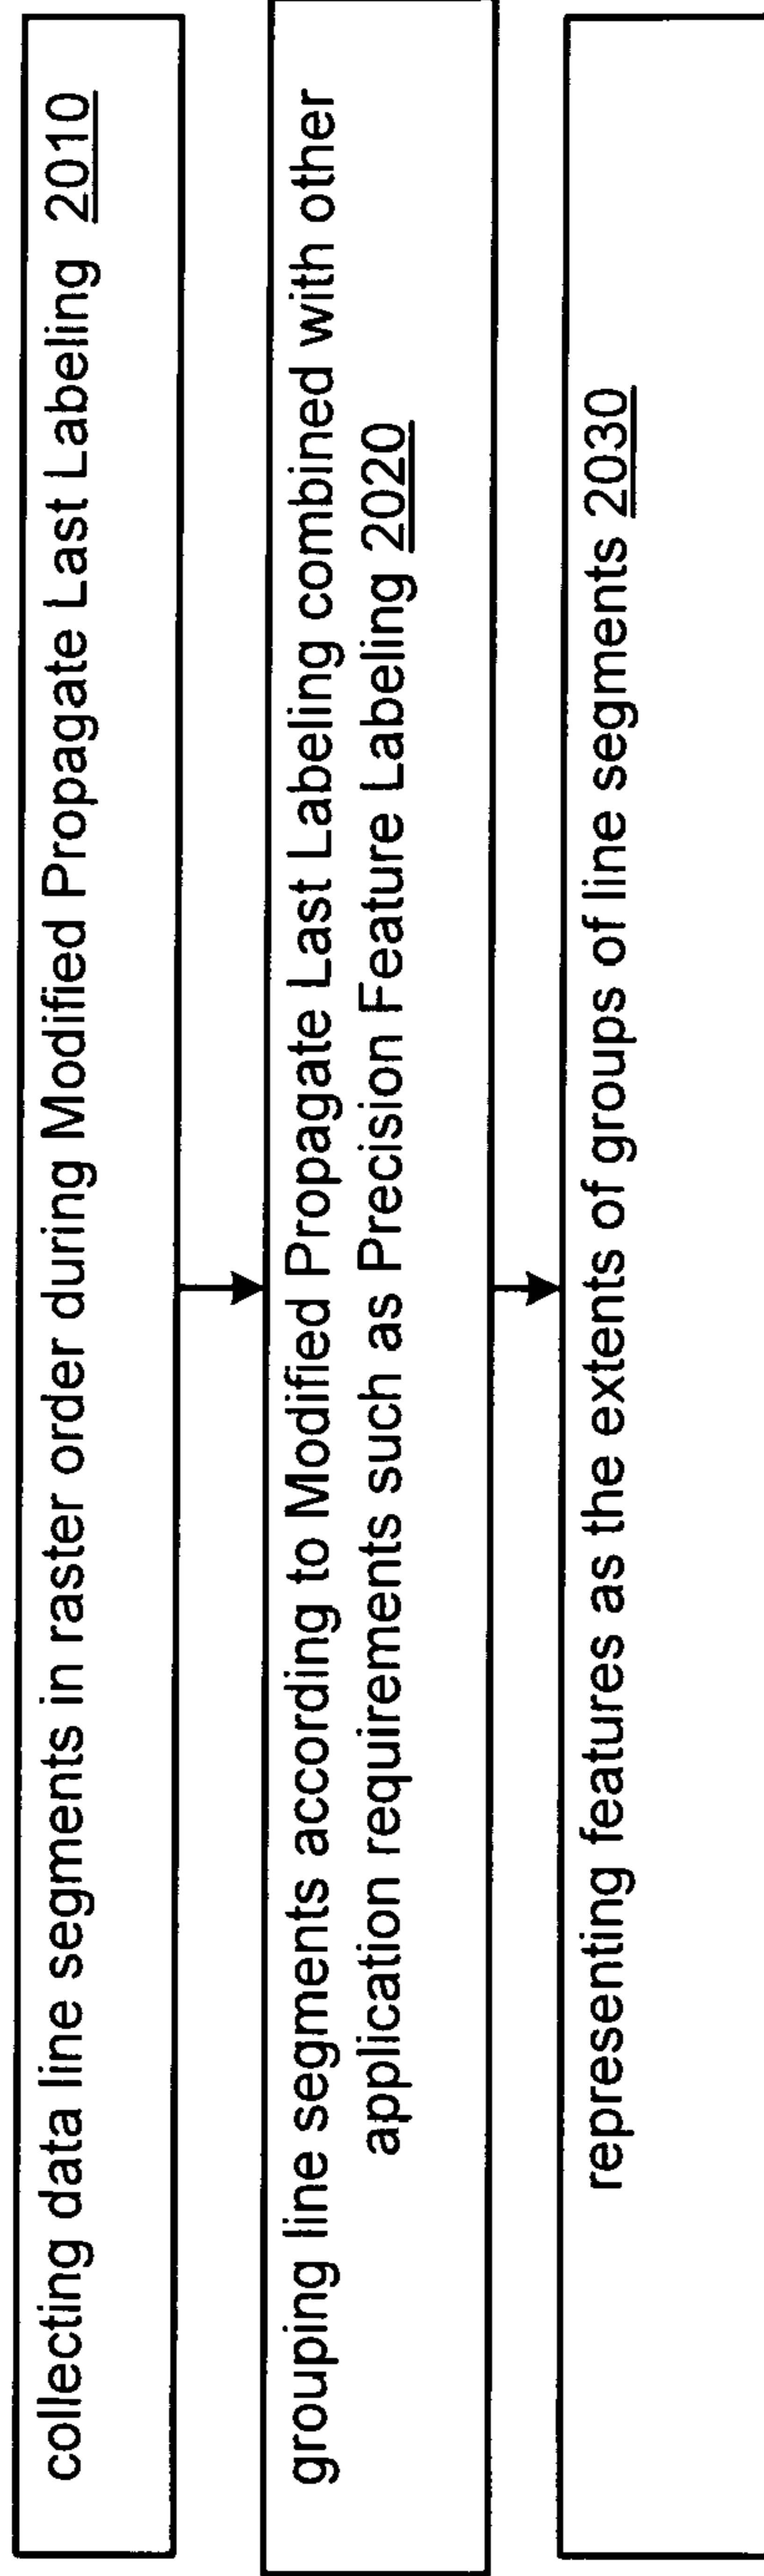 collecting data line segments in raster order during Modified Propagate Last Labeling 2010
grouping line segments according to Modified Propagate Last Labeling combined with other
application requirements such as Precision Feature Labeling 2020
representing features as the extents of groups of line segments 2030